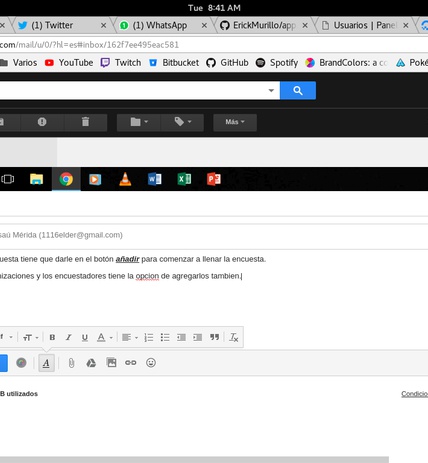 Tue 8:41 AM
(1) Twitter (1) WhatsApp ErickMurillo/app Usuarios | Pane
.com/mail/u/0/?hl=es#inbox/162f7ee495eac581
Varios YouTube Twitch Bitbucket GitHub Spotify BrandColors: a co Poké
Más
saú Mérida (1116elder@gmail.com)
uesta tiene que darle en el botón añadir para comenzar a llenar la encuesta.
nizaciones y los encuestadores tiene la opcion de agregarlos tambien.
B I U A
A
B utilizados Condicio